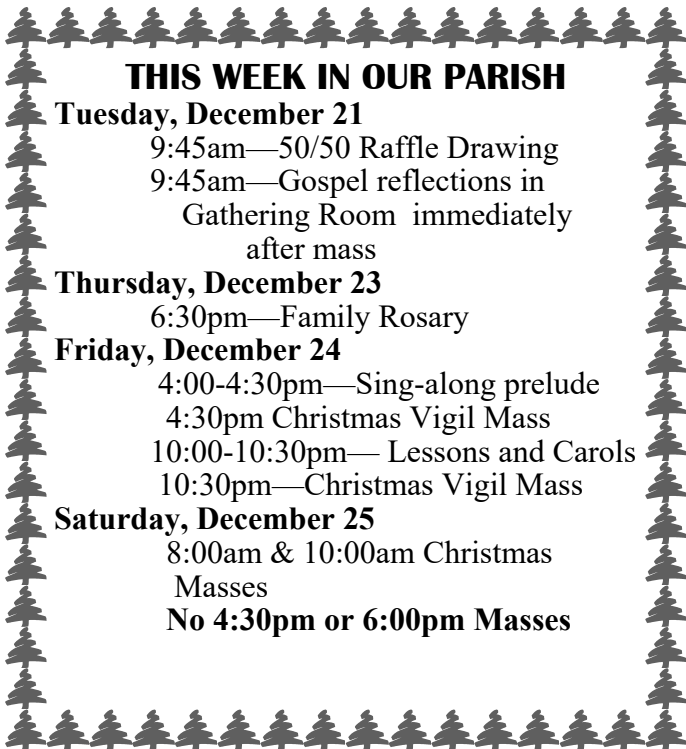 THIS WEEK IN OUR PARISH
Tuesday, December 21
9:45am—50/50 Raffle Drawing
9:45am—Gospel reflections in
Gathering Room immediately
after mass
Thursday, December 23
6:30pm—Family Rosary
Friday, December 24
4:00-4:30pm—Sing-along prelude
4:30pm Christmas Vigil Mass
10:00-10:30pm— Lessons and Carols
10:30pm—Christmas Vigil Mass
Saturday, December 25
8:00am & 10:00am Christmas
Masses
No 4:30pm or 6:00pm Masses